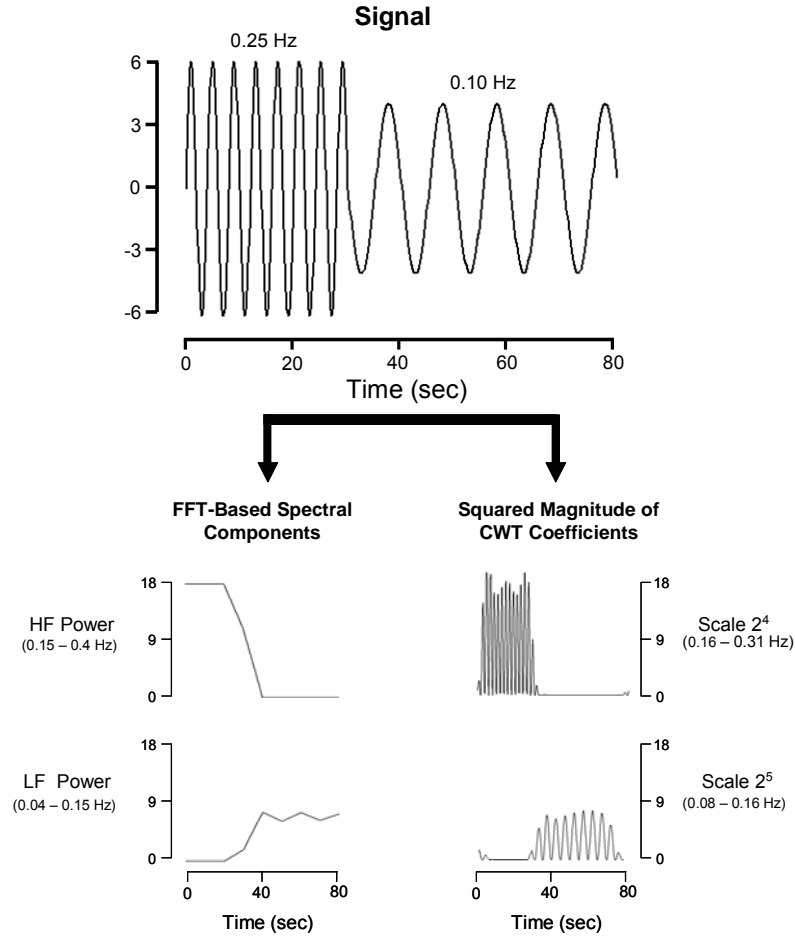 Signal
0.25 Hz
0.10 Hz
6
3
0
-3
-6
0 20 40 60 80
Time (sec)
FFT-Based Spectral
Components
Squared Magnitude of
CWT Coefficients
HF Power
(0.15 – 0.4 Hz)
18
9
0
18
9
0
Scale 2⁴
(0.16 – 0.31 Hz)
LF Power
(0.04 – 0.15 Hz)
18
9
0
18
9
0
Scale 2⁵
(0.08 – 0.16 Hz)
0 40 80
Time (sec)
0 40 80
Time (sec)